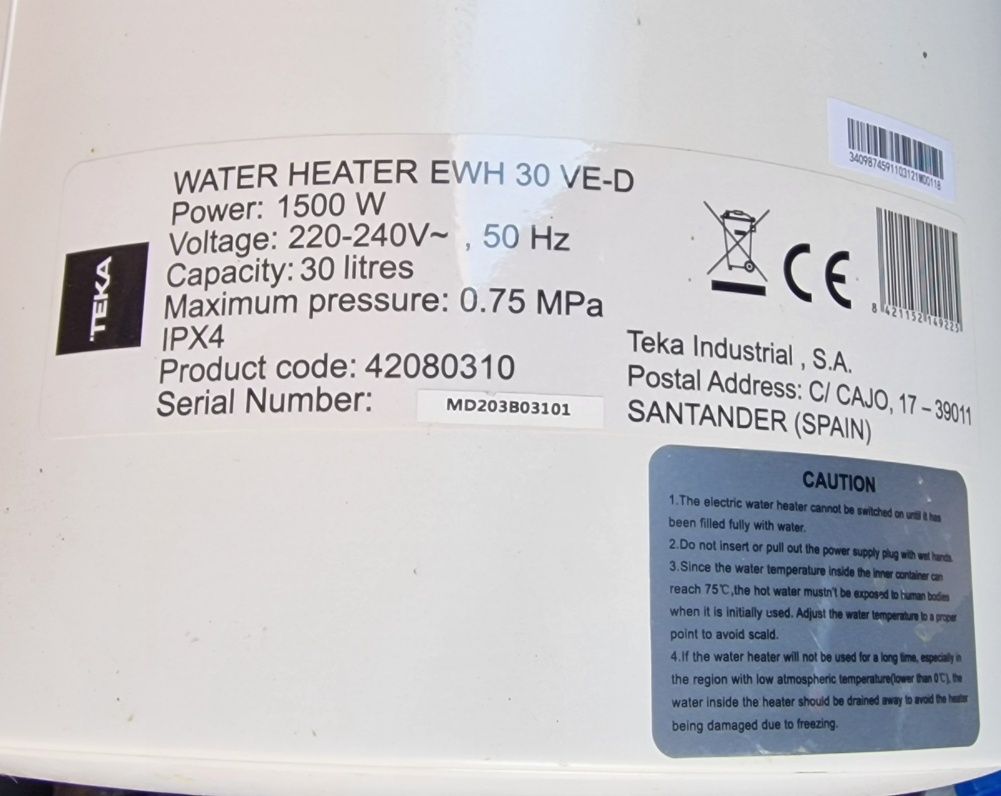 3409874591103121M00118
WATER HEATER EWH 30 VE-D
Power: 1500 W
Voltage: 220-240V~ , 50 Hz
Capacity: 30 litres
Maximum pressure: 0.75 MPa
IPX4
Product code: 42080310
Serial Number: MD203B03101
TEKA
CE
8 421152 149225
Teka Industrial , S.A.
Postal Address: C/ CAJO, 17 – 39011
SANTANDER (SPAIN)
CAUTION
1.The electric water heater cannot be switched on until it has
been filled fully with water.
2.Do not insert or pull out the power supply plug with wet hands.
3.Since the water temperature inside the inner container can
reach 75℃,the hot water mustn't be exposed to human bodies
when it is initially used. Adjust the water temperature to a proper
point to avoid scald.
4.If the water heater will not be used for a long time, especially in
the region with low atmospheric temperature(lower than 0℃), the
water inside the heater should be drained away to avoid the heater
being damaged due to freezing.